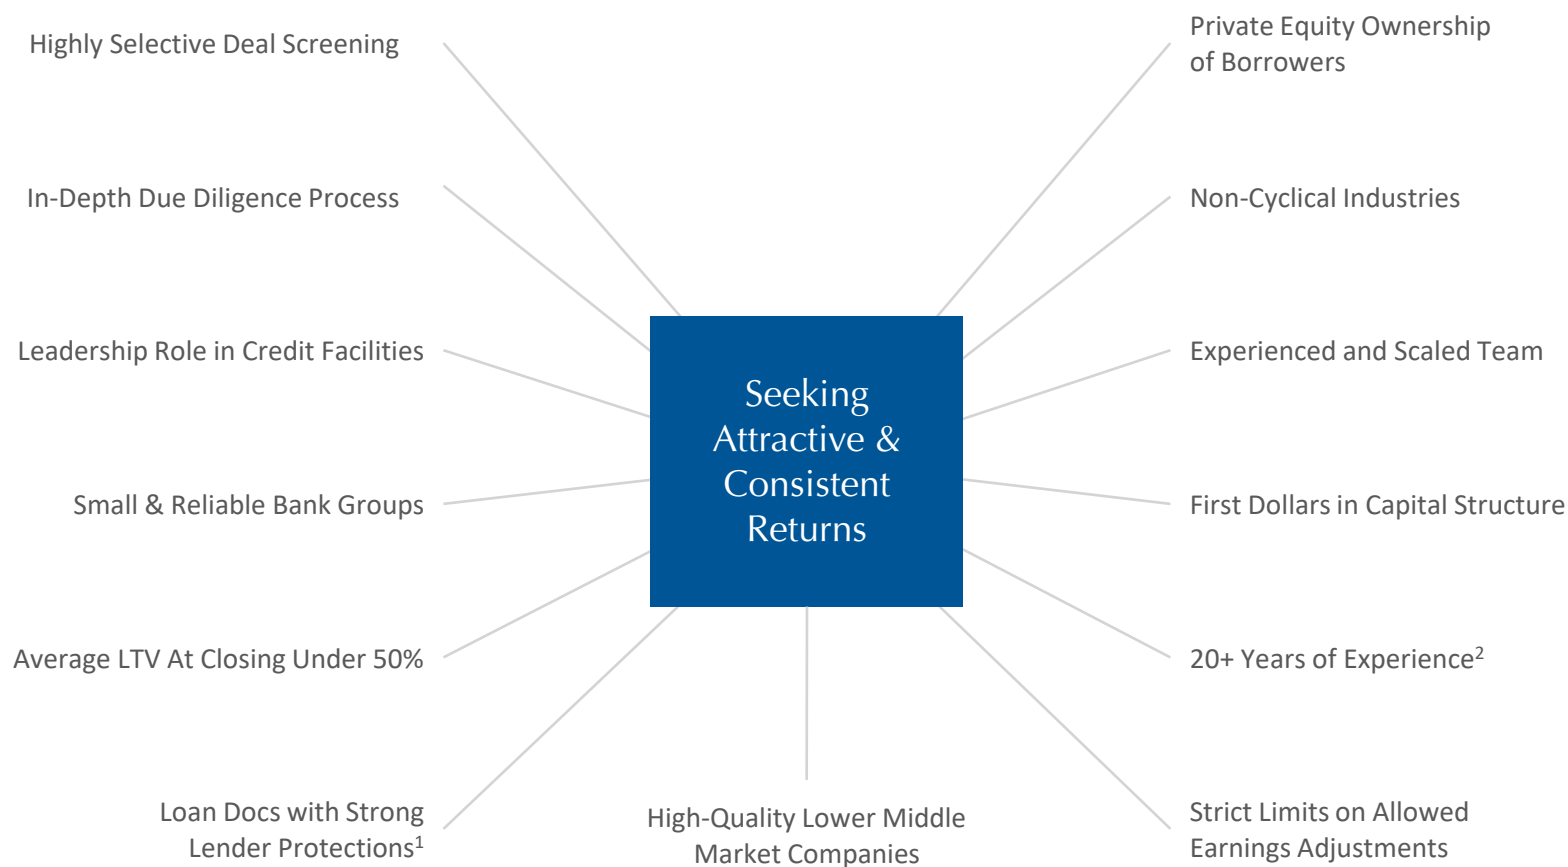 Highly Selective Deal Screening
In-Depth Due Diligence Process
Leadership Role in Credit Facilities
Small & Reliable Bank Groups
Average LTV At Closing Under 50%
Loan Docs with Strong
Lender Protections¹
Seeking
Attractive &
Consistent
Returns
High-Quality Lower Middle
Market Companies
Private Equity Ownership
of Borrowers
Non-Cyclical Industries
Experienced and Scaled Team
First Dollars in Capital Structure
20+ Years of Experience²
Strict Limits on Allowed
Earnings Adjustments